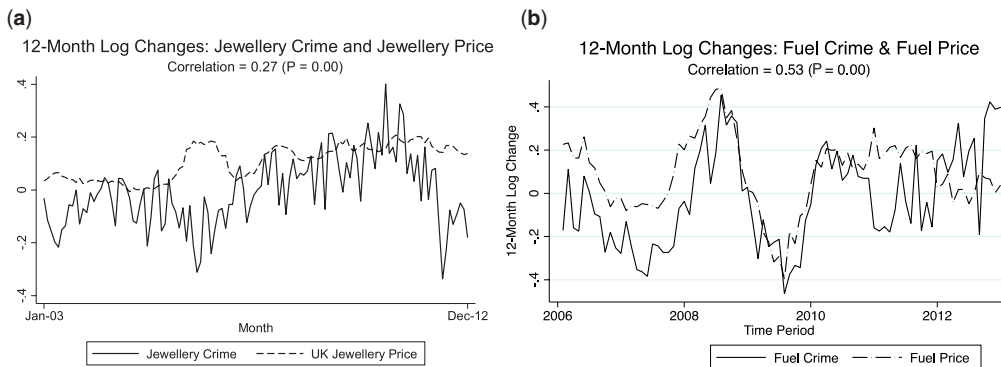 (a)
12-Month Log Changes: Jewellery Crime and Jewellery Price
Correlation = 0.27 (P = 0.00)
.4
.2
0
-.2
-.4
Jan-03
Dec-12
Month
Jewellery Crime
UK Jewellery Price
(b)
12-Month Log Changes: Fuel Crime & Fuel Price
Correlation = 0.53 (P = 0.00)
12-Month Log Change
.4
.2
0
-.2
-.4
2006
2008
2010
2012
Time Period
Fuel Crime
Fuel Price